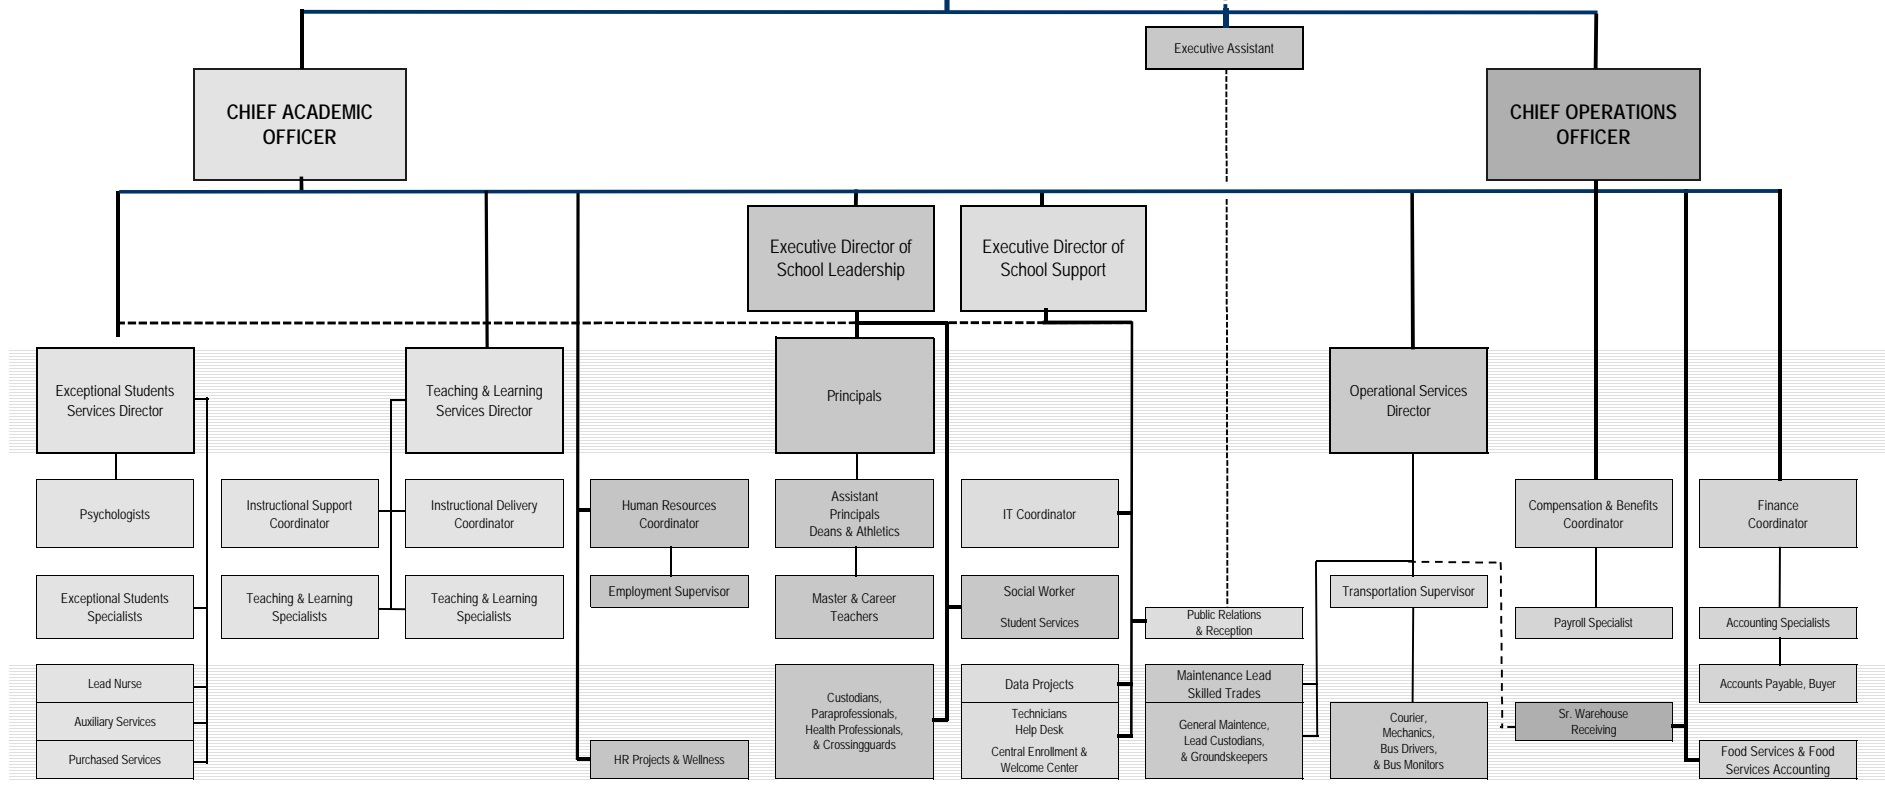 Executive Assistant
CHIEF ACADEMIC
OFFICER
CHIEF OPERATIONS
OFFICER
Executive Director of
School Leadership
Executive Director of
School Support
Exceptional Students
Services Director
Teaching & Learning
Services Director
Principals
Operational Services
Director
Psychologists
Instructional Support
Coordinator
Instructional Delivery
Coordinator
Human Resources
Coordinator
Assistant
Principals
Deans & Athletics
IT Coordinator
Compensation & Benefits
Coordinator
Finance
Coordinator
Exceptional Students
Specialists
Teaching & Learning
Specialists
Teaching & Learning
Specialists
Employment Supervisor
Master & Career
Teachers
Social Worker
Student Services
Public Relations
& Reception
Transportation Supervisor
Payroll Specialist
Accounting Specialists
Lead Nurse
Auxiliary Services
Purchased Services
HR Projects & Wellness
Custodians,
Paraprofessionals,
Health Professionals,
& Crossingguards
Data Projects
Technicians
Help Desk
Central Enrollment &
Welcome Center
Maintenance Lead
Skilled Trades
General Maintence,
Lead Custodians,
& Groundskeepers
Courier,
Mechanics,
Bus Drivers,
& Bus Monitors
Sr. Warehouse
Receiving
Accounts Payable, Buyer
Food Services & Food
Services Accounting